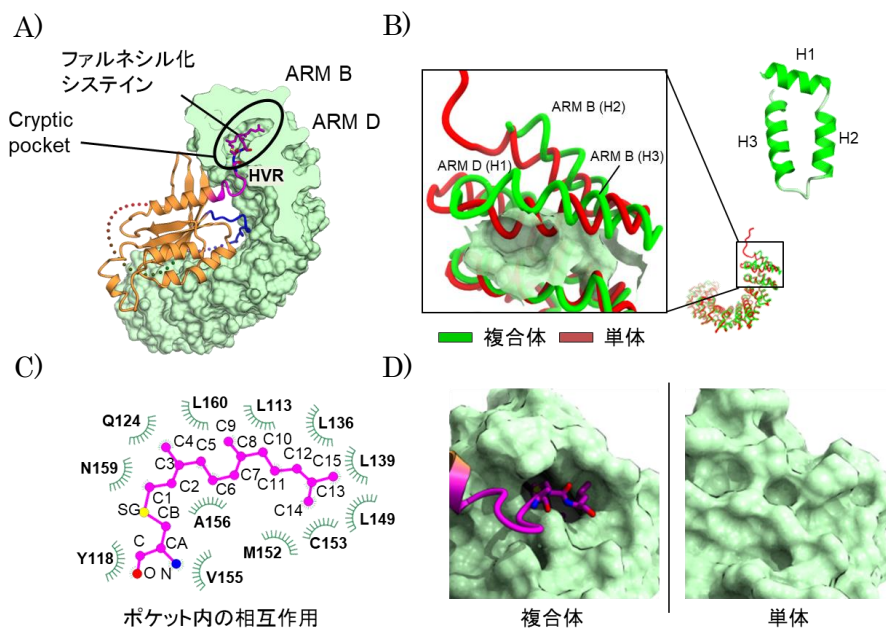 A)
ファルネシル化
システイン
ARM B
ARM D
Cryptic
pocket
HVR
B)
H1
H3
H2
ARM B (H2)
ARM D (H1)
ARM B (H3)
複合体
単体
C)
L160
L113
Q124
L136
C9
C4
C5
C8
C10
N159
C3
C12
C15
L139
C1
C2
C6
C7
C11
C13
SG
CB
A156
C14
L149
C
CA
M152
C153
Y118
O
N
V155
ポケット内の相互作用
D)
複合体
単体